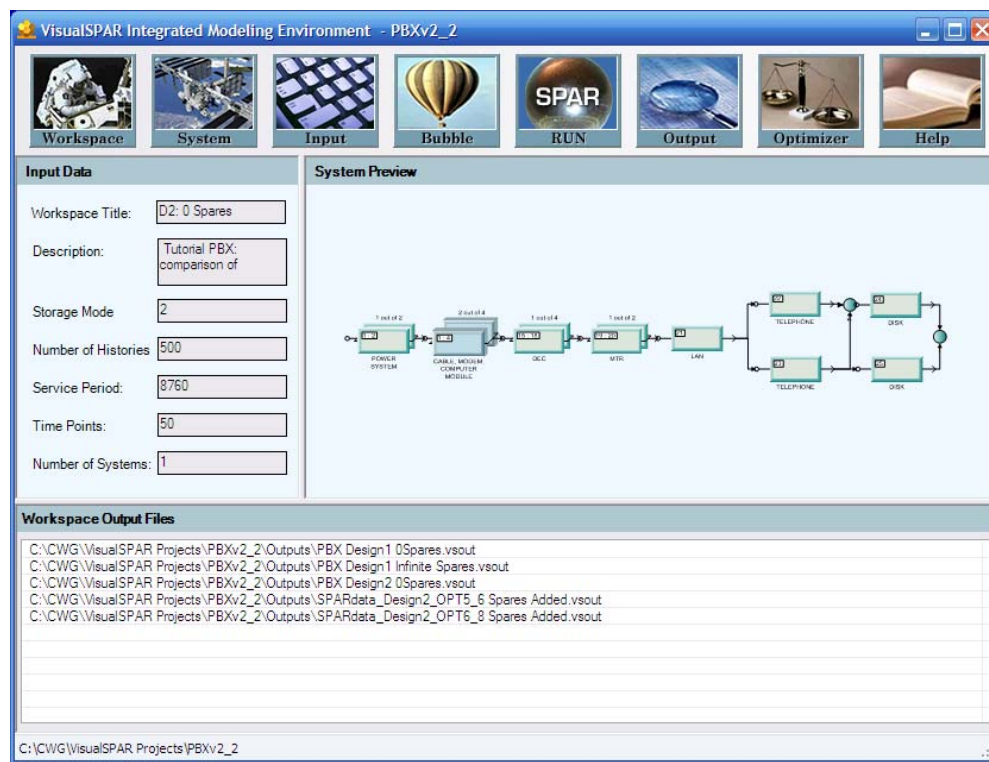 VisualSPAR Integrated Modeling Environment - PBXv2_2
Workspace
System
Input
Bubble
SPAR
RUN
Output
Optimizer
Help
Input Data
Workspace Title:
D2: 0 Spares
Description:
Tutorial PBX:
comparison of
Storage Mode
2
Number of Histories
500
Service Period:
8760
Time Points:
50
Number of Systems:
1
System Preview
1 out of 2
POWER
SYSTEM
2 out of 4
CABLE, MODEM,
COMPUTER
MODULE
1 out of 4
DEC
1 out of 2
MTR
LAN
TELEPHONE
DISK
TELEPHONE
DISK
Workspace Output Files
C:\CWG\VisualSPAR Projects\PBXv2_2\Outputs\PBX Design1 0Spares.vsout
C:\CWG\VisualSPAR Projects\PBXv2_2\Outputs\PBX Design1 Infinite Spares.vsout
C:\CWG\VisualSPAR Projects\PBXv2_2\Outputs\PBX Design2 0Spares.vsout
C:\CWG\VisualSPAR Projects\PBXv2_2\Outputs\SPARdata_Design2_OPT5_6 Spares Added.vsout
C:\CWG\VisualSPAR Projects\PBXv2_2\Outputs\SPARdata_Design2_OPT6_8 Spares Added.vsout
C:\CWG\VisualSPAR Projects\PBXv2_2